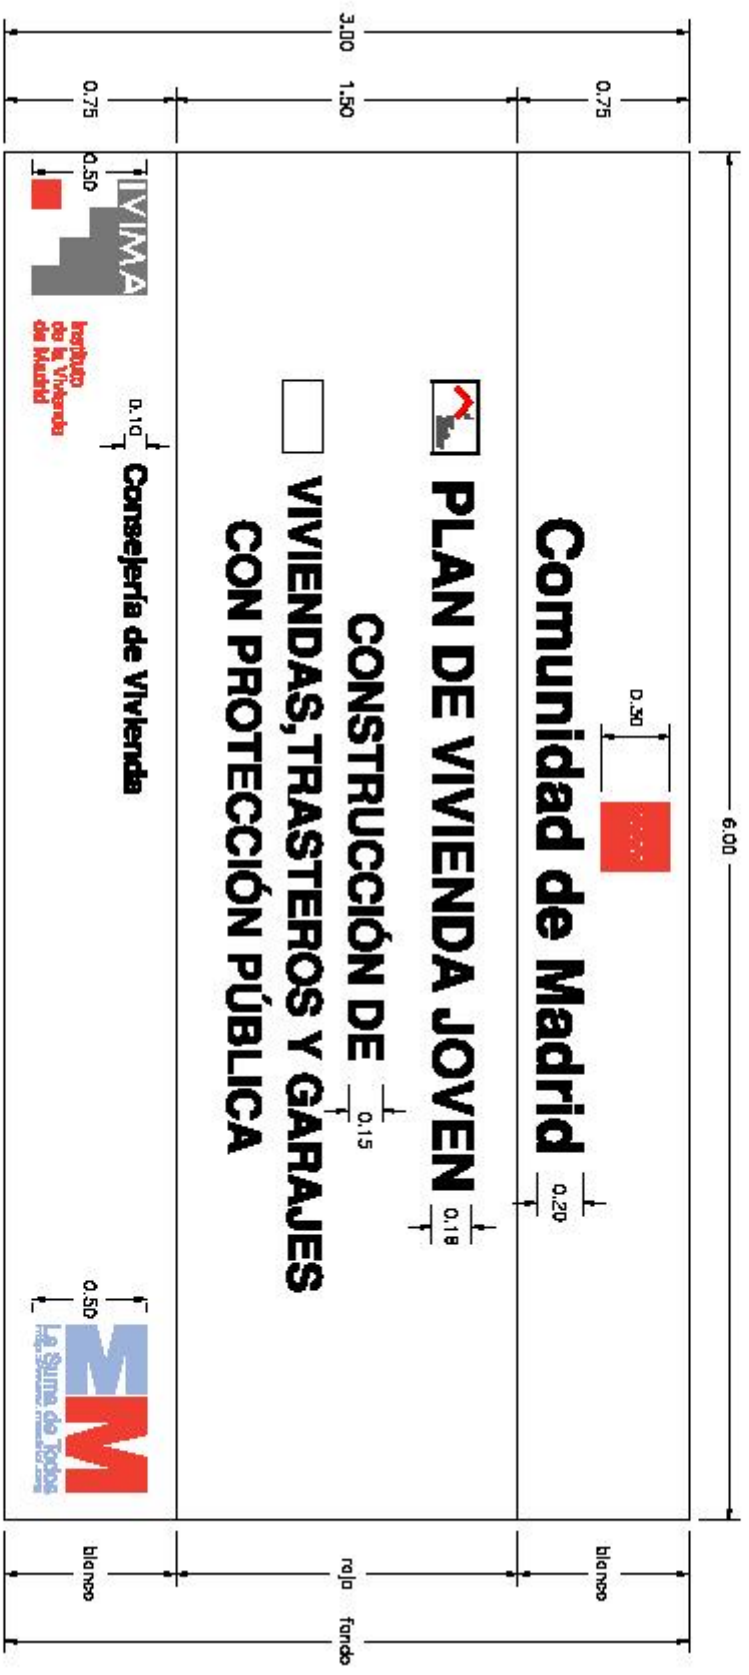 6.00
3.00
0.75
1.50
0.75
0.30
Comunidad de Madrid
0.20
PLAN DE VIVIENDA JOVEN
0.18
CONSTRUCCIÓN DE
0.15
VIVIENDAS, TRASTEROS Y GARAJES
CON PROTECCIÓN PÚBLICA
0.10
Consejería de Vivienda
0.50
IVIMA
Instituto
de la Vivienda
de Madrid
0.50
MM
La Suma de Todos
blanco
rojo
blanco
fondo